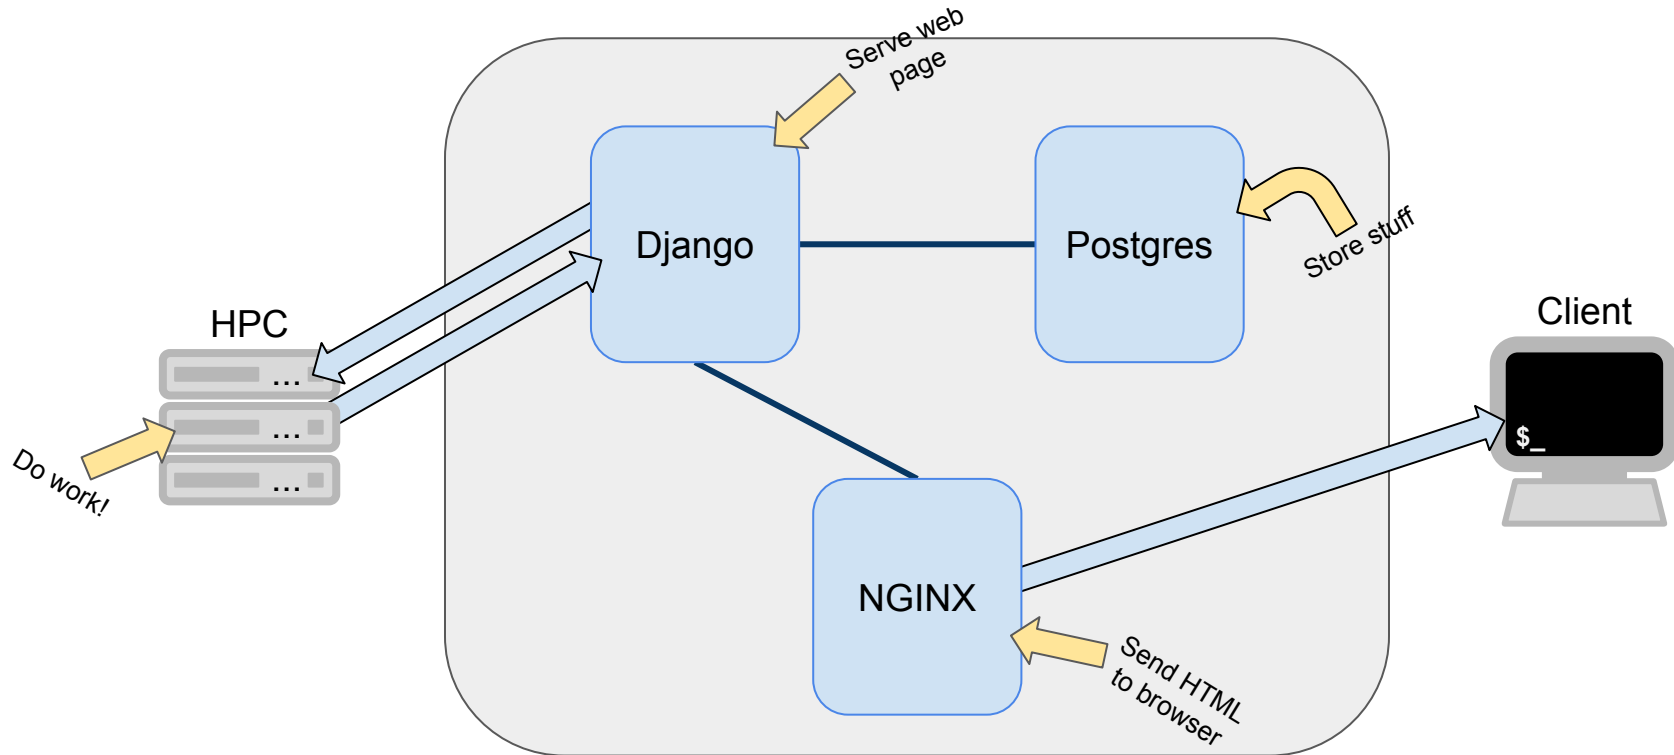 Serve web
page
Django
Postgres
Store stuff
HPC
...
...
...
Do work!
Client
$_
NGINX
Send HTML
to browser